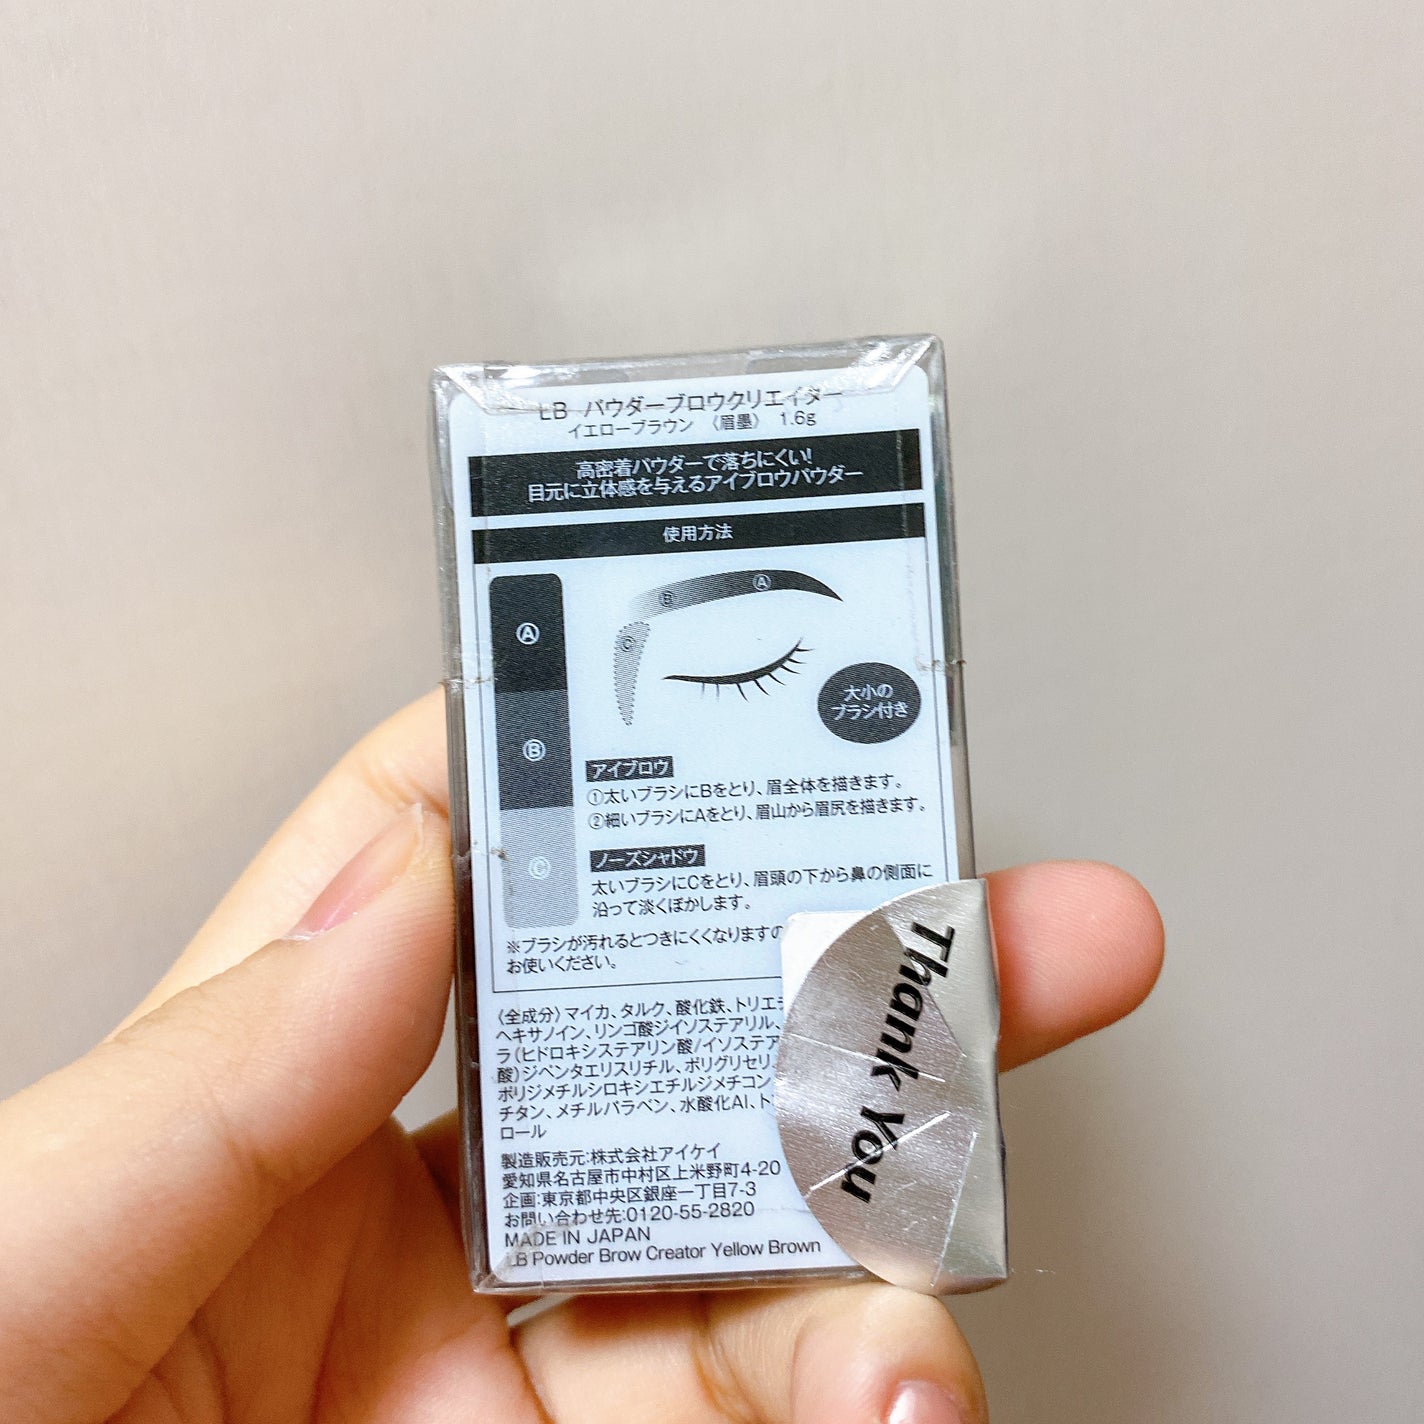 LB パウダーブロウクリエイター
イエローブラウン 〈眉墨〉 1.6g
高密着パウダーで落ちにくい!
目元に立体感を与えるアイブロウパウダー
使用方法
Ⓐ
Ⓑ
Ⓒ
Ⓑ Ⓐ
Ⓒ
大小の
ブラシ付き
アイブロウ
①太いブラシにBをとり、眉全体を描きます。
②細いブラシにAをとり、眉山から眉尻を描きます。
ノーズシャドウ
太いブラシにCをとり、眉頭の下から鼻の側面に
沿って淡くぼかします。
※ブラシが汚れるとつきにくくなりますの
お使いください。
〈全成分〉マイカ、タルク、酸化鉄、トリエチ
ヘキサノイン、リンゴ酸ジイソステアリル、
ラ(ヒドロキシステアリン酸/イソステア
酸)ジペンタエリスリチル、ポリグリセリ
ポリジメチルシロキシエチルジメチコン
チタン、メチルパラベン、水酸化Al、ト
ロール
製造販売元:株式会社アイケイ
愛知県名古屋市中村区上米野町4-20
企画:東京都中央区銀座一丁目7-3
お問い合わせ先:0120-55-2820
MADE IN JAPAN
LB Powder Brow Creator Yellow Brown
Thank You